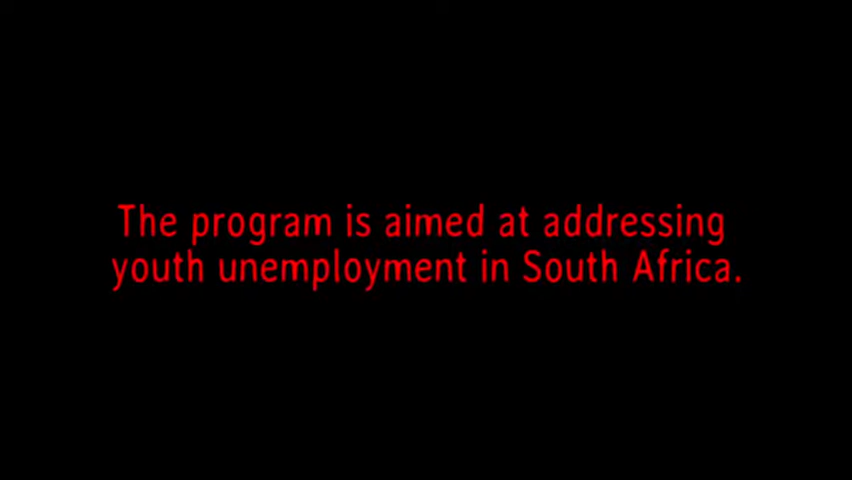 The program is aimed at addressing
youth unemployment in South Africa.